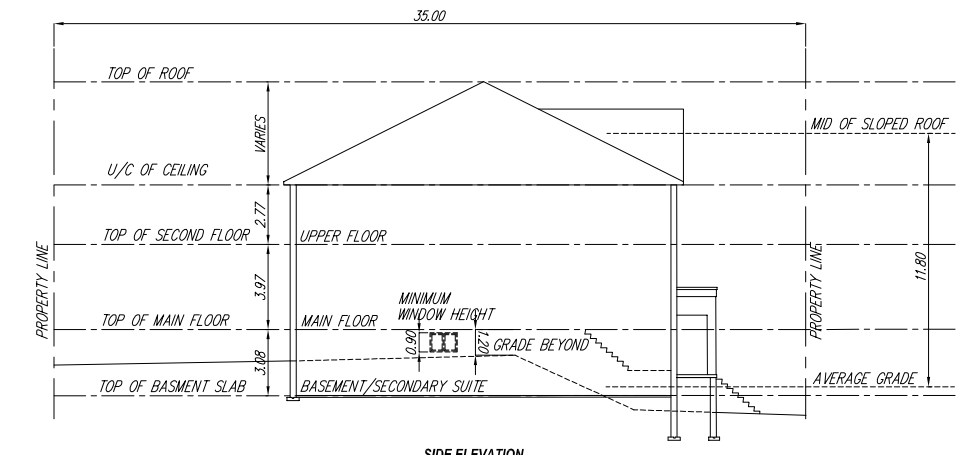 35.00
TOP OF ROOF
VARIES
MID OF SLOPED ROOF
U/C OF CEILING
2.77
TOP OF SECOND FLOOR
UPPER FLOOR
PROPERTY LINE
PROPERTY LINE
11.80
3.97
MINIMUM
WINDOW HEIGHT
TOP OF MAIN FLOOR
MAIN FLOOR
0.90
1.20
GRADE BEYOND
3.08
TOP OF BASMENT SLAB
BASEMENT/SECONDARY SUITE
AVERAGE GRADE
SIDE ELEVATION